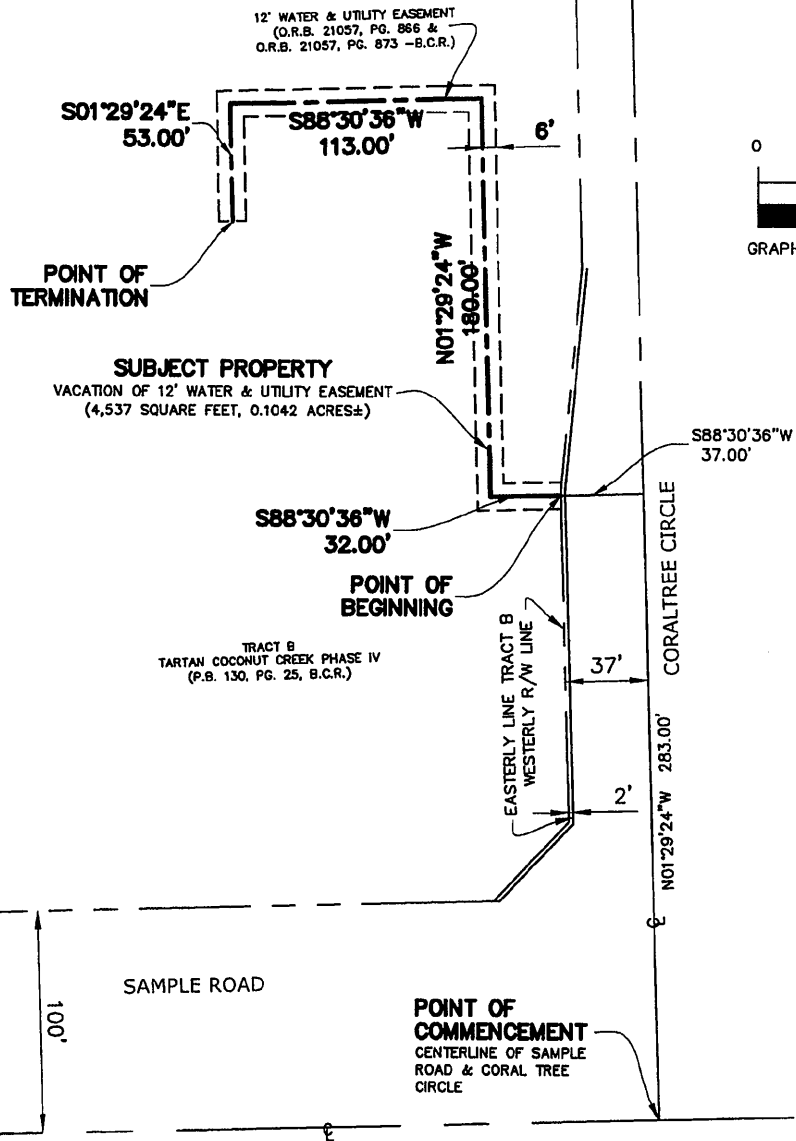 12' WATER & UTILITY EASEMENT
(O.R.B. 21057, PG. 866 &
O.R.B. 21057, PG. 873 -B.C.R.)
S01°29'24"E
53.00'
S88°30'36"W
113.00'
6'
0
GRAPH
POINT OF
TERMINATION
N01°29'24"W
180.00'
SUBJECT PROPERTY
VACATION OF 12' WATER & UTILITY EASEMENT
(4,537 SQUARE FEET, 0.1042 ACRES±)
S88°30'36"W
37.00'
S88°30'36"W
32.00'
POINT OF
BEGINNING
CORALTREE CIRCLE
TRACT B
TARTAN COCONUT CREEK PHASE IV
(P.B. 130, PG. 25, B.C.R.)
EASTERLY LINE TRACT B
WESTERLY R/W LINE
37'
2'
N01°29'24"W 283.00'
℄
SAMPLE ROAD
100'
POINT OF
COMMENCEMENT
CENTERLINE OF SAMPLE
ROAD & CORAL TREE
CIRCLE
℄